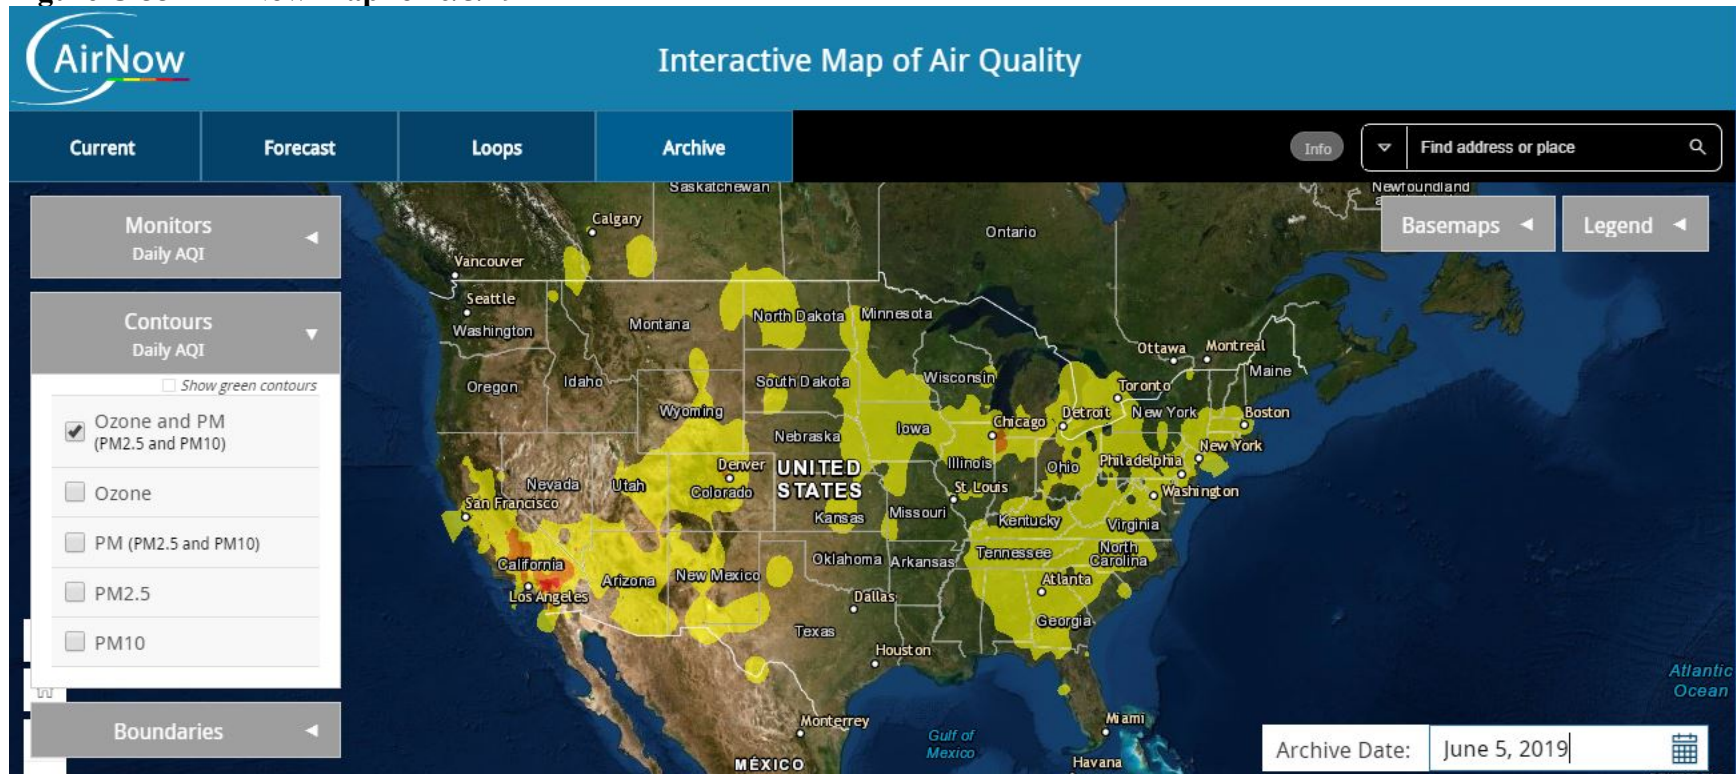 AirNow
Interactive Map of Air Quality
Current
Forecast
Loops
Archive
Info
Find address or place
Monitors
Daily AQI
Contours
Daily AQI
Show green contours
Ozone and PM
(PM2.5 and PM10)
Ozone
PM (PM2.5 and PM10)
PM2.5
PM10
Boundaries
Basemaps
Legend
Saskatchewan
Newfoundland
Calgary
Ontario
Vancouver
Seattle
Washington
Montana
North Dakota
Minnesota
Ottawa
Montreal
Maine
Oregon
Idaho
South Dakota
Wisconsin
Toronto
Wyoming
Detroit
New York
Boston
Chicago
Nebraska
Iowa
New York
Denver
UNITED
STATES
Illinois
Ohio
Philadelphia
Nevada
Utah
Colorado
St. Louis
Washington
San Francisco
Kansas
Missouri
Kentucky
Virginia
California
Arizona
New Mexico
Oklahoma
Arkansas
Tennessee
North
Carolina
Los Angeles
Dallas
Atlanta
Texas
Georgia
Houston
Atlantic
Ocean
Monterrey
Gulf of
Mexico
Miami
MÉXICO
Havana
Archive Date:
June 5, 2019